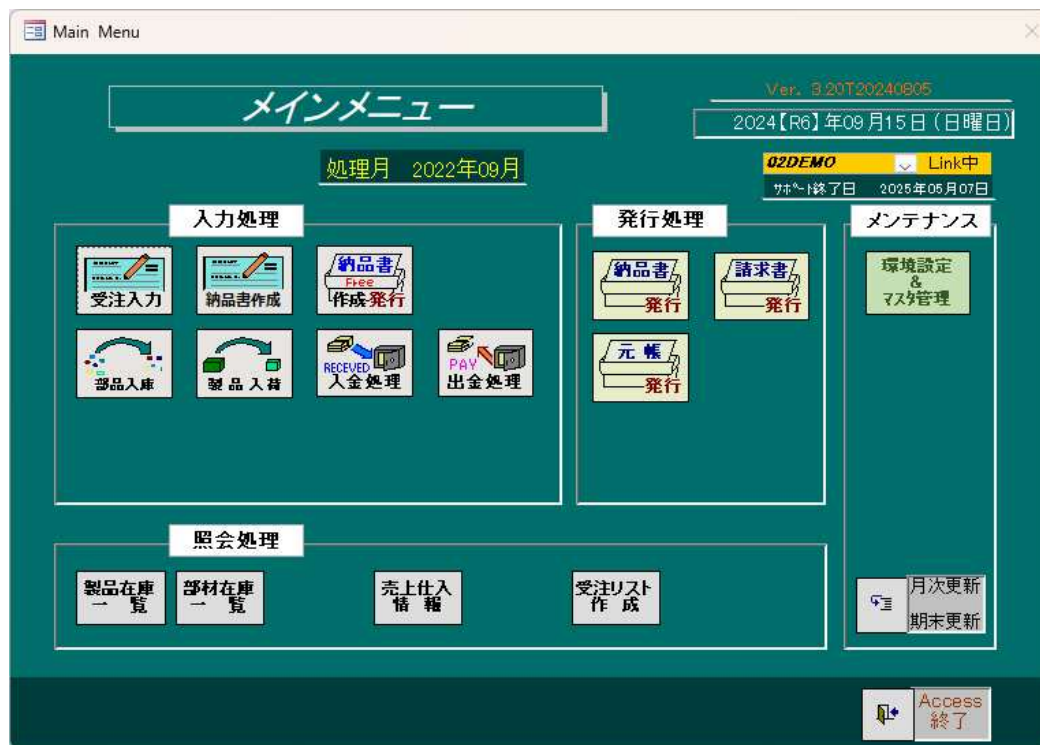 Main Menu
メインメニュー
Ver. 3.20T20240805
2024【R6】年09月15日(日曜日)
処理月 2022年09月
02DEMO Link中
サポート終了日 2025年05月07日
入力処理
受注入力
納品書作成
納品書
Free
作成発行
部品入庫
製品入荷
RECEVED
入金処理
PAY
出金処理
発行処理
納品書
発行
請求書
発行
元帳
発行
メンテナンス
環境設定
&
マスタ管理
照会処理
製品在庫
一覧
部材在庫
一覧
売上仕入
情報
受注リスト
作成
月次更新
期末更新
Access
終了